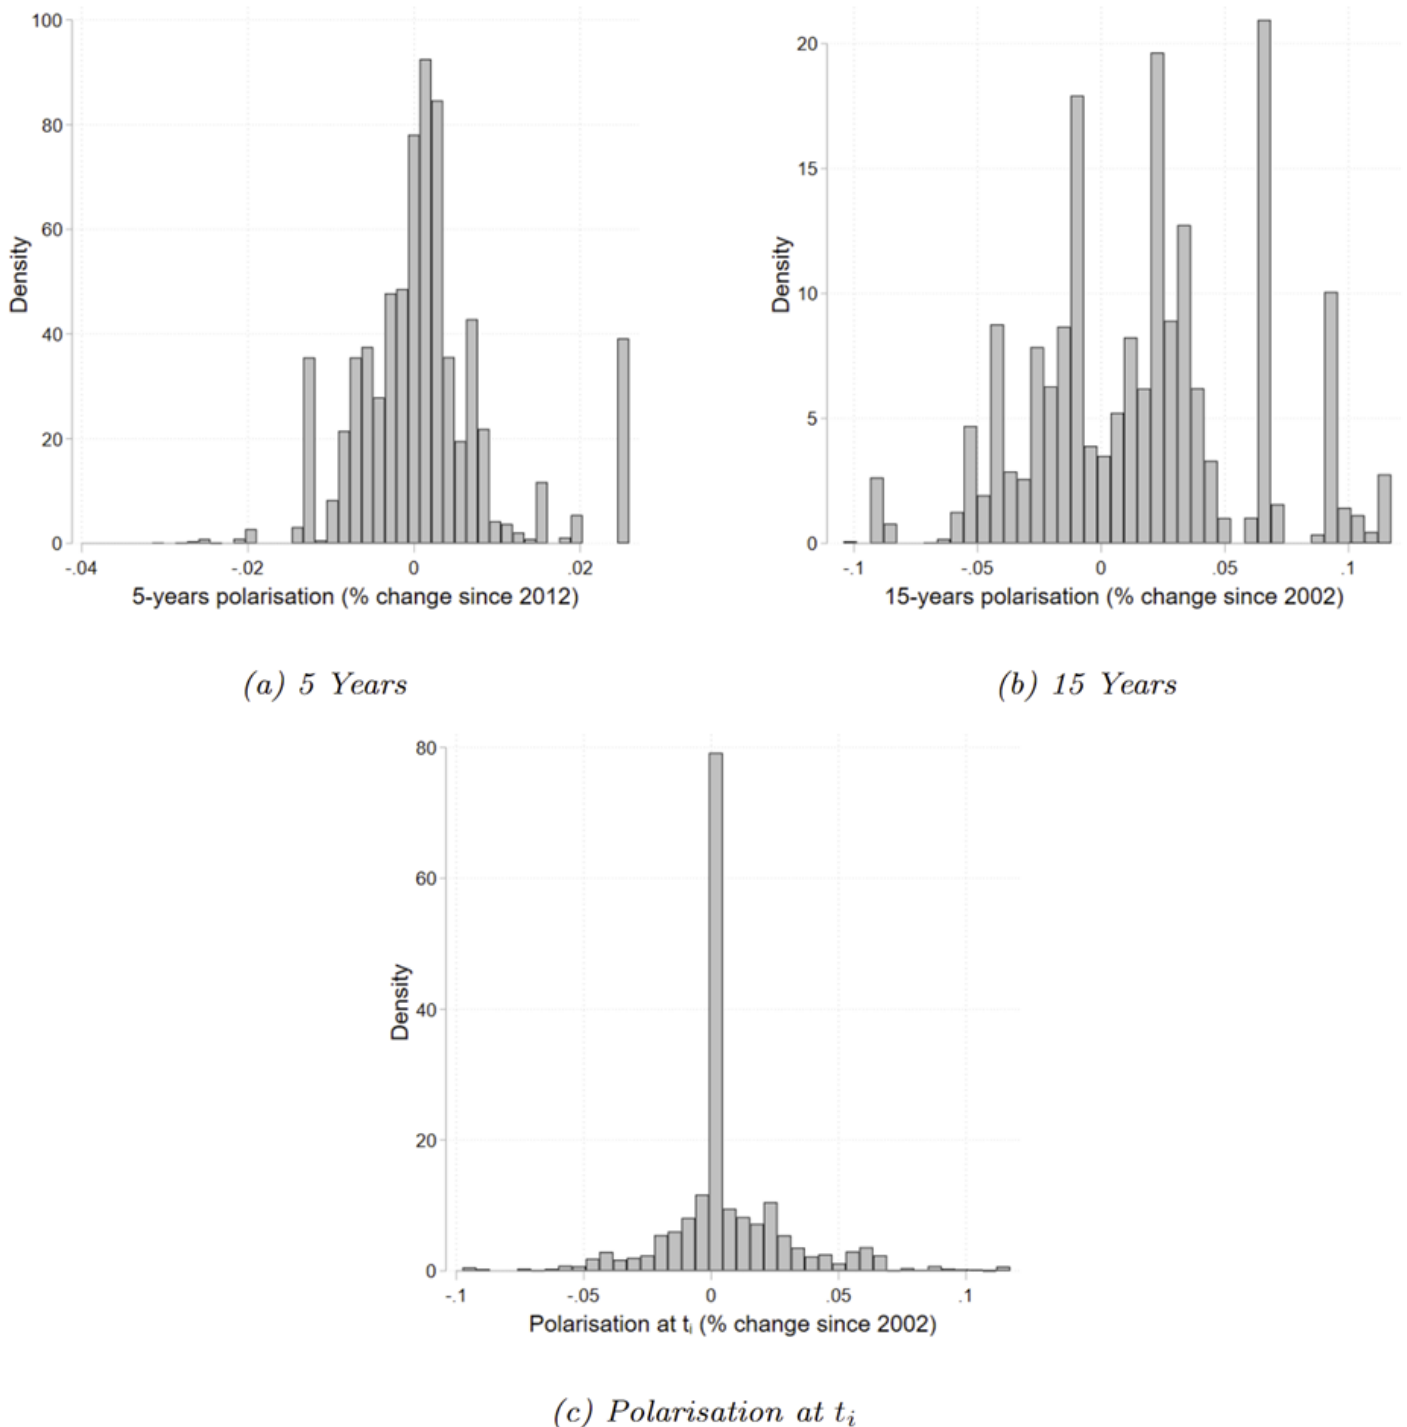 100
80
60
40
20
0
Density
-.04 -.02 0 .02
5-years polarisation (% change since 2012)
(a) 5 Years
20
15
10
5
0
Density
-.1 -.05 0 .05 .1
15-years polarisation (% change since 2002)
(b) 15 Years
80
60
40
20
0
Density
-.1 -.05 0 .05 .1
Polarisation at tᵢ (% change since 2002)
(c) Polarisation at tᵢ